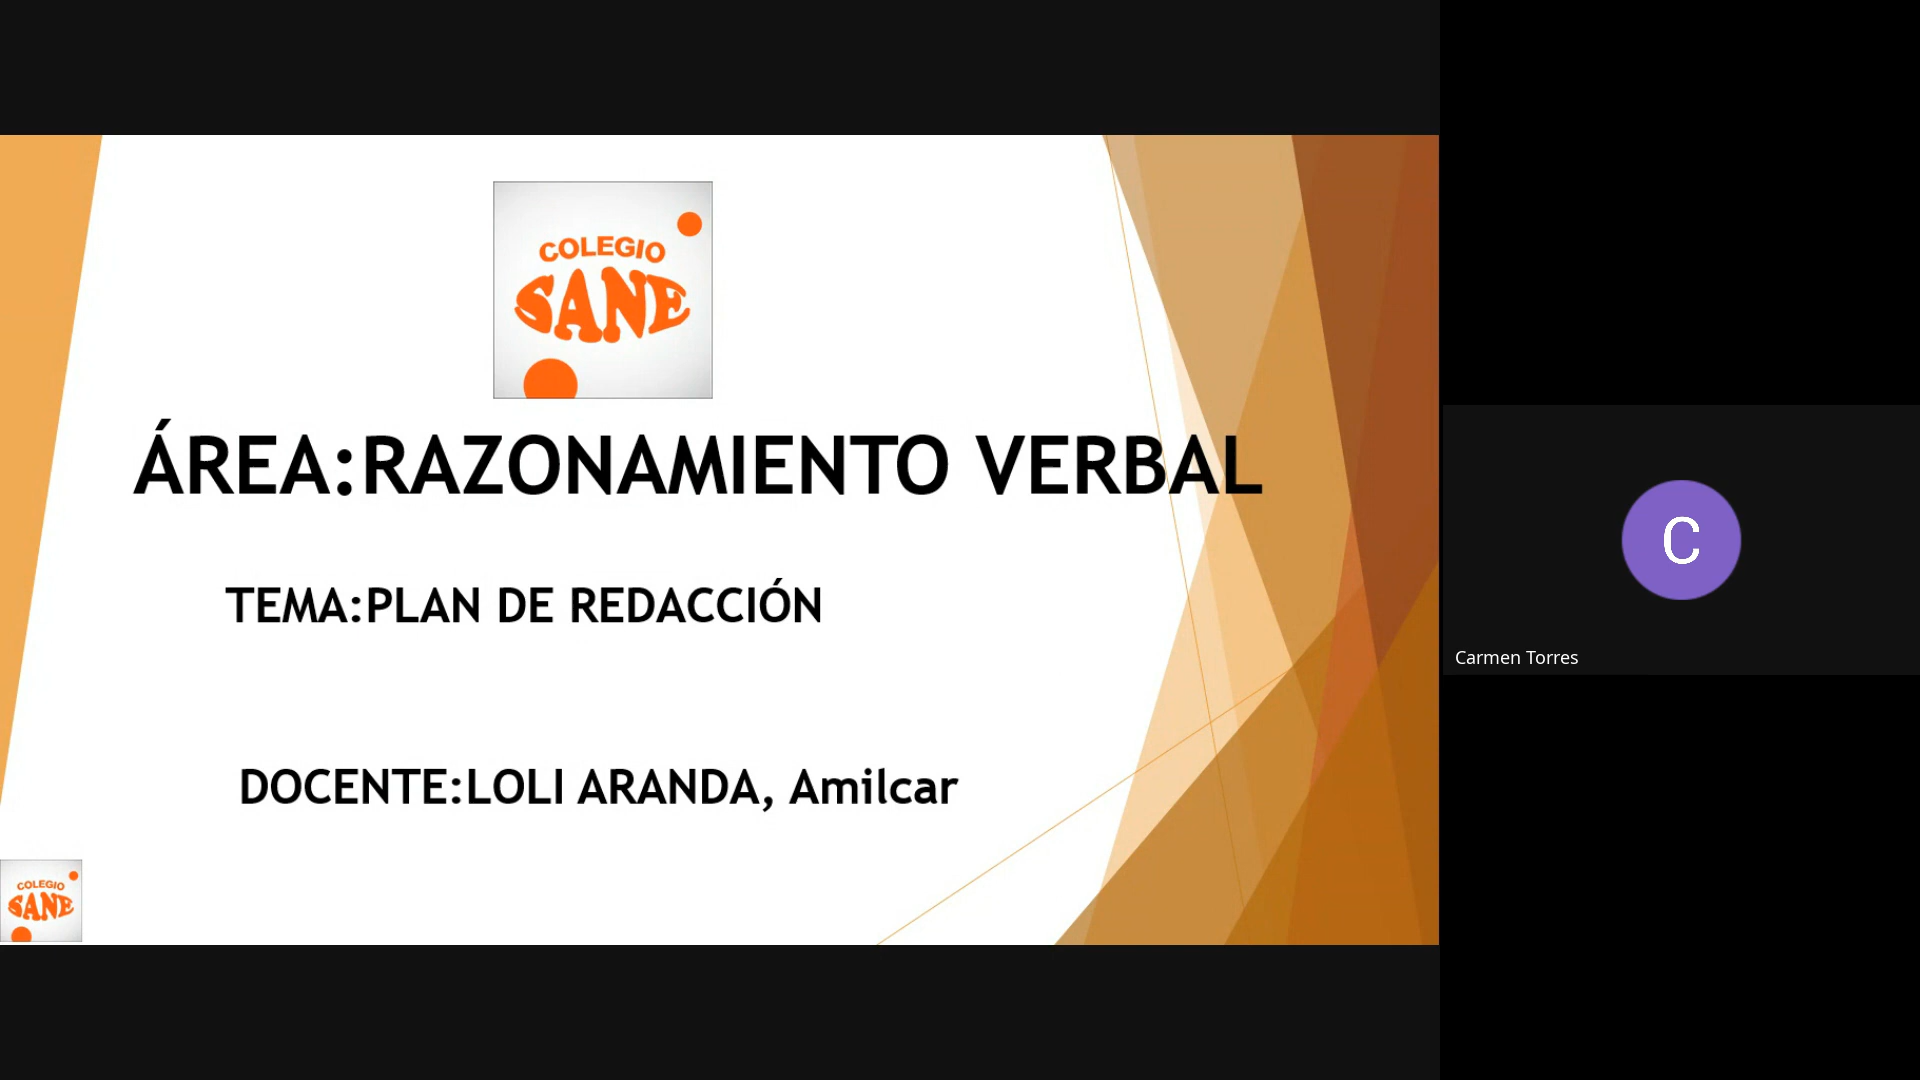 COLEGIO
SANE
ÁREA:RAZONAMIENTO VERBAL
TEMA:PLAN DE REDACCIÓN
DOCENTE:LOLI ARANDA, Amilcar
COLEGIO
SANE
C
Carmen Torres